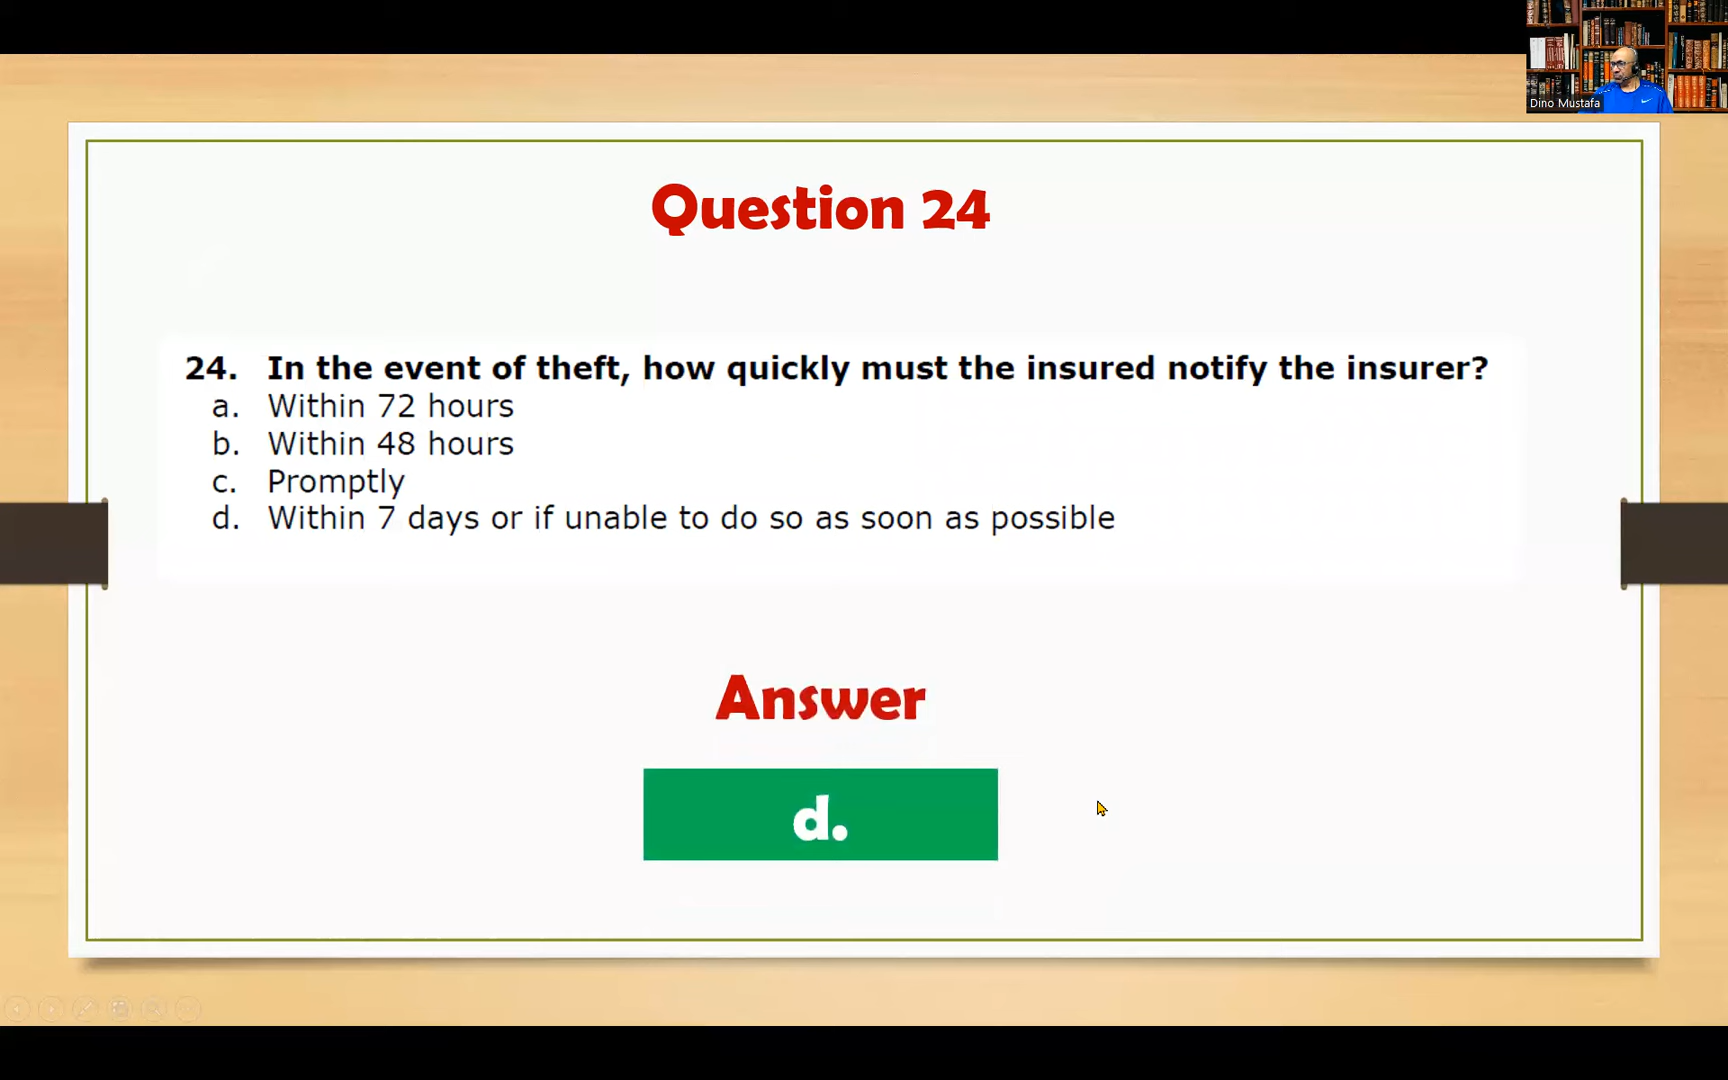 Dino Mustafa
Question 24
24. In the event of theft, how quickly must the insured notify the insurer?
a. Within 72 hours
b. Within 48 hours
c. Promptly
d. Within 7 days or if unable to do so as soon as possible
Answer
d.